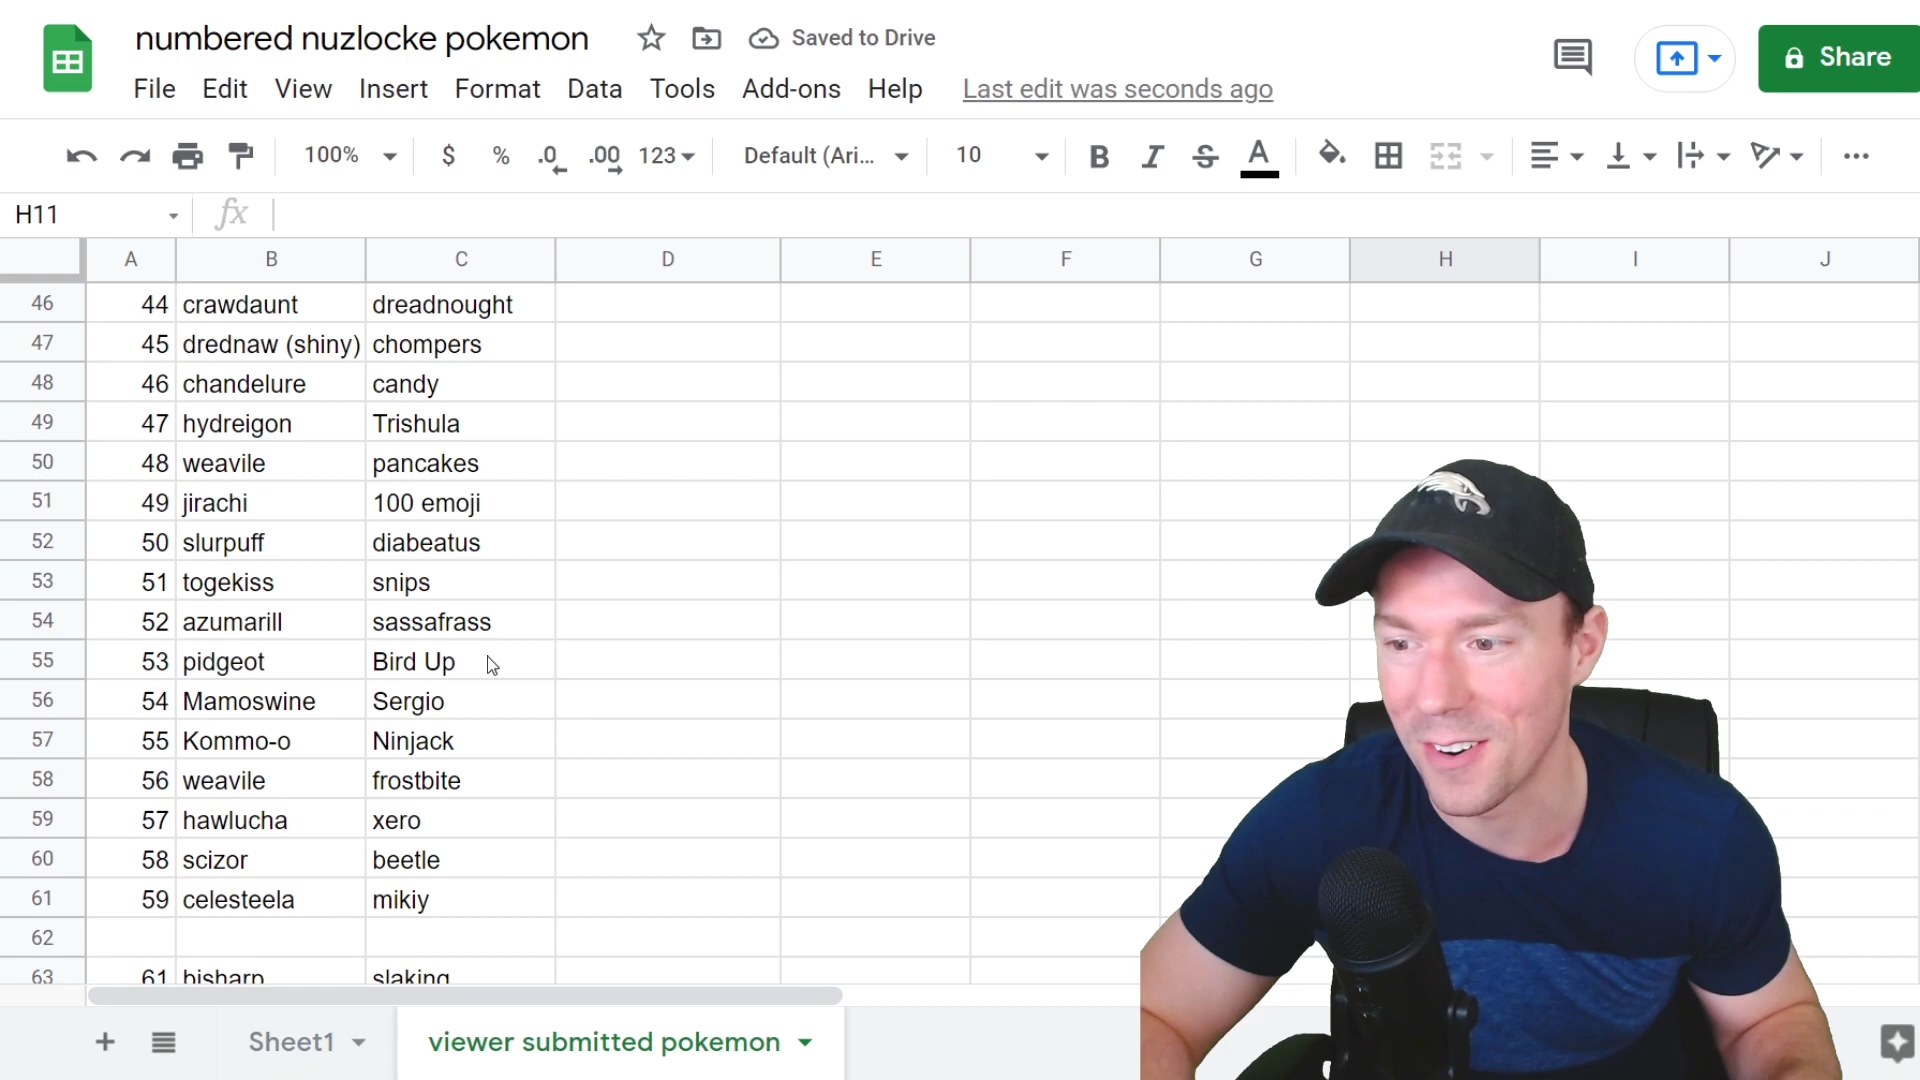 numbered nuzlocke pokemon
Saved to Drive
Share
File Edit View Insert Format Data Tools Add-ons Help Last edit was seconds ago
100% $ % .0 .00 123 Default (Ari... 10 B I S A
H11 fx
A B C D E F G H I J
46 44 crawdaunt dreadnought
47 45 drednaw (shiny) chompers
48 46 chandelure candy
49 47 hydreigon Trishula
50 48 weavile pancakes
51 49 jirachi 100 emoji
52 50 slurpuff diabeatus
53 51 togekiss snips
54 52 azumarill sassafrass
55 53 pidgeot Bird Up
56 54 Mamoswine Sergio
57 55 Kommo-o Ninjack
58 56 weavile frostbite
59 57 hawlucha xero
60 58 scizor beetle
61 59 celesteela mikiy
62
63 61 bisharp slaking
Sheet1 viewer submitted pokemon